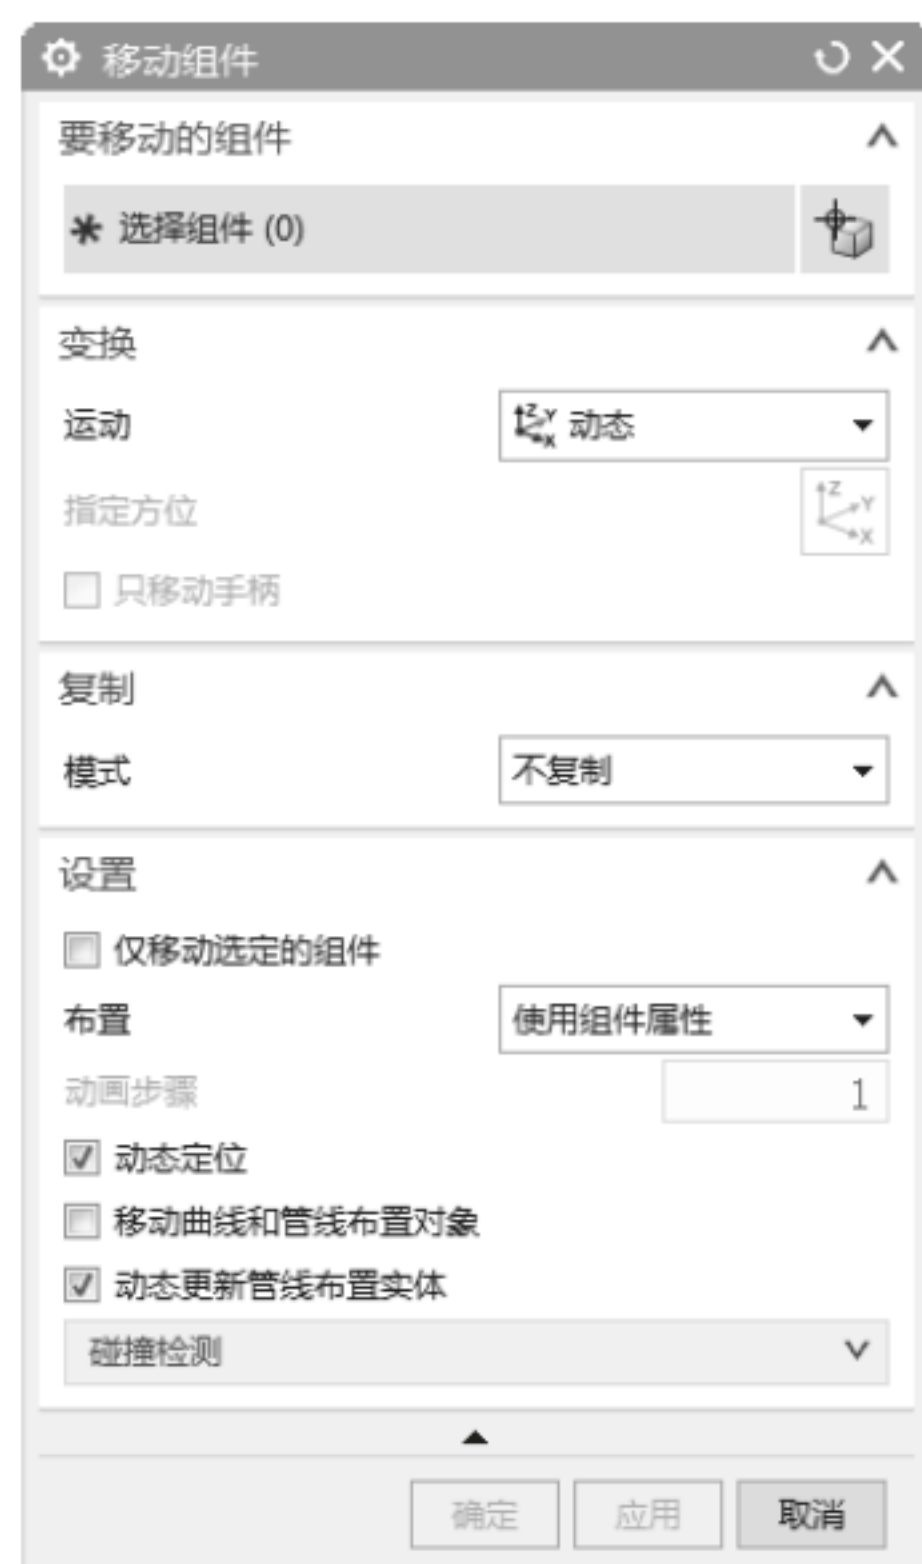 移动组件
要移动的组件
* 选择组件 (0)
变换
运动 动态
指定方位
只移动手柄
复制
模式 不复制
设置
仅移动选定的组件
布置 使用组件属性
动画步骤 1
动态定位
移动曲线和管线布置对象
动态更新管线布置实体
碰撞检测
确定 应用 取消